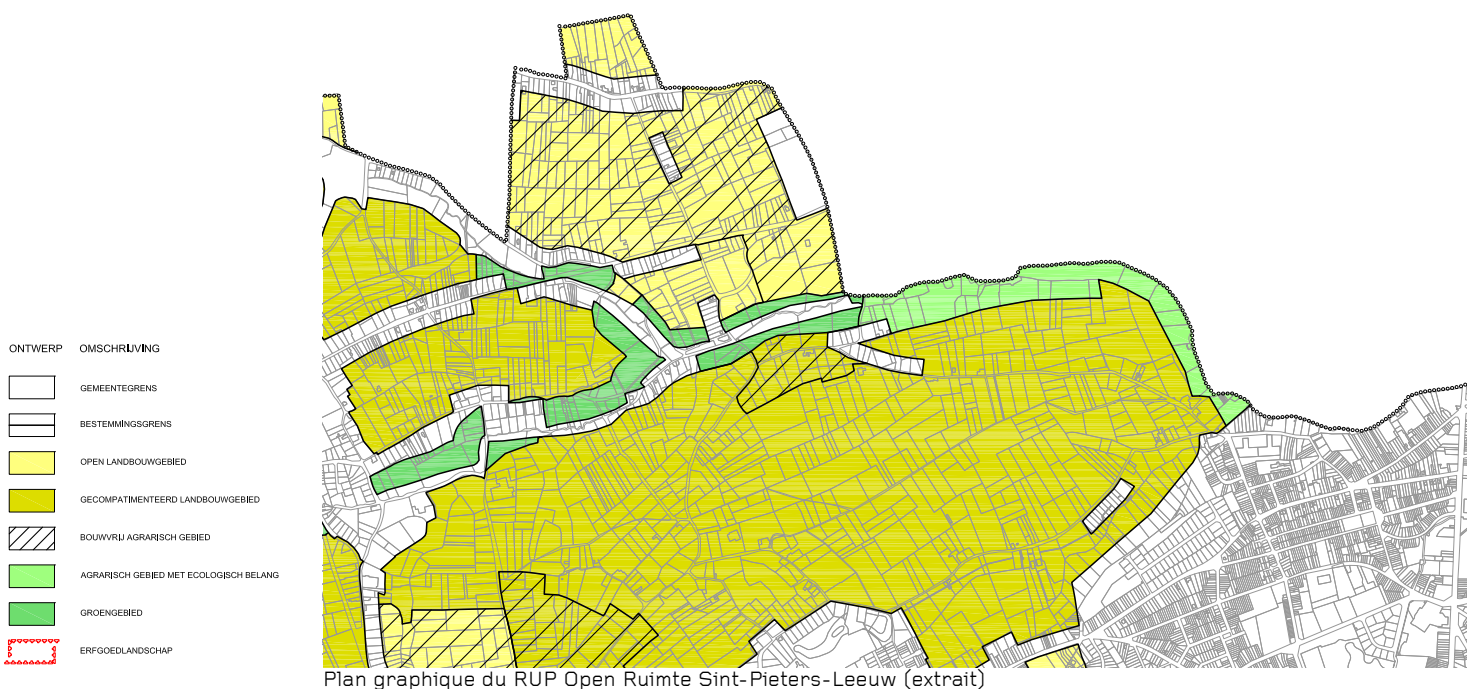 ONTWERP OMSCHRIJVING
GEMEENTEGRENS
BESTEMMINGSGRENS
OPEN LANDBOUWGEBIED
GECOMPATIMENTEERD LANDBOUWGEBIED
BOUWVRIJ AGRARISCH GEBIED
AGRARISCH GEBIED MET ECOLOGISCH BELANG
GROENGEBIED
ERFGOEDLANDSCHAP
Plan graphique du RUP Open Ruimte Sint-Pieters-Leeuw (extrait)